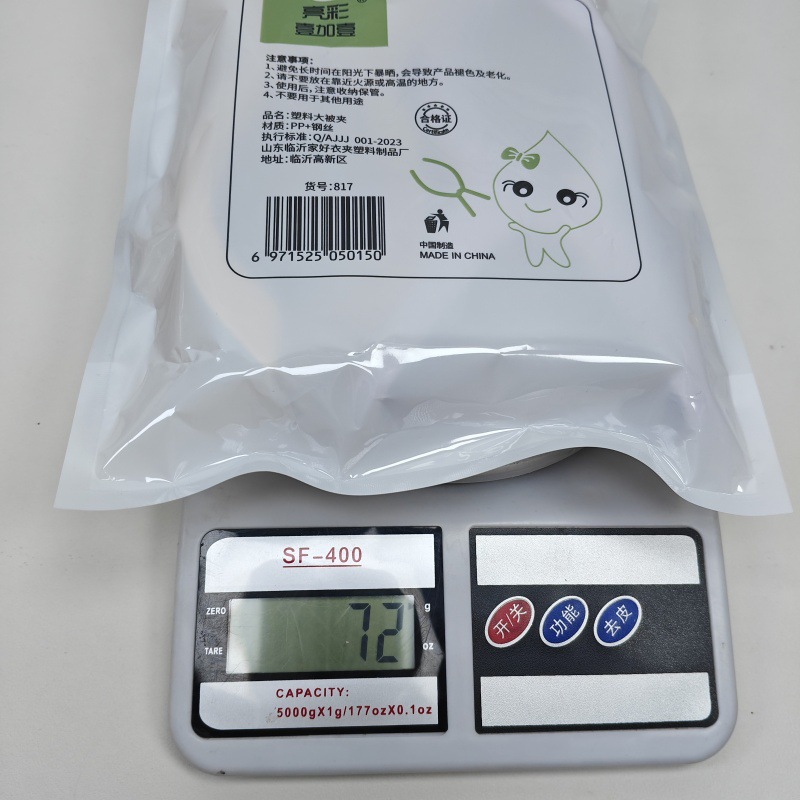 亮彩®
壹加壹
注意事项：
1、避免长时间在阳光下暴晒，会导致产品褪色及老化。
2、请不要放在靠近火源或高温的地方。
3、使用后，注意收纳保管。
4、不要用于其他用途
品名：塑料大被夹
材质：PP+钢丝
执行标准：Q/AJJJ 001-2023
山东临沂家好衣夹塑料制品厂
地址：临沂高新区
合格证
Certificate
货号：817
6 971525 050150
中国制造
MADE IN CHINA
SF-400
ZERO
g
72
TARE
oz
CAPACITY:
5000gX1g/177ozX0.1oz
开/关
功能
去皮